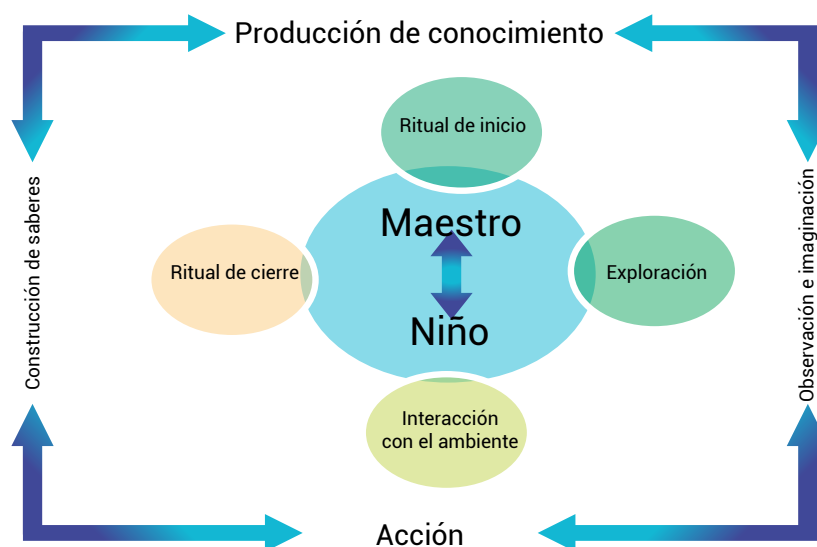 Producción de conocimiento
Ritual de inicio
Construcción de saberes
Maestro
Ritual de cierre
Exploración
Observación e imaginación
Niño
Interacción
con el ambiente
Acción